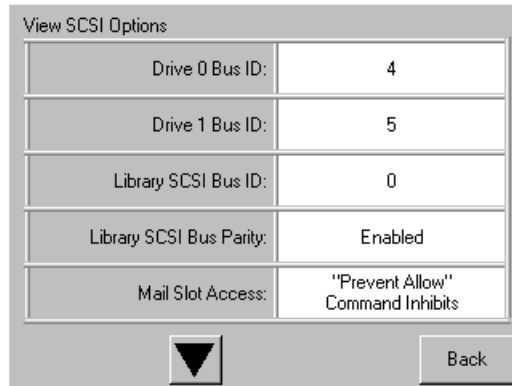 View SCSI Options
Drive 0 Bus ID: 4
Drive 1 Bus ID: 5
Library SCSI Bus ID: 0
Library SCSI Bus Parity: Enabled
Mail Slot Access: "Prevent Allow"
Command Inhibits
Back